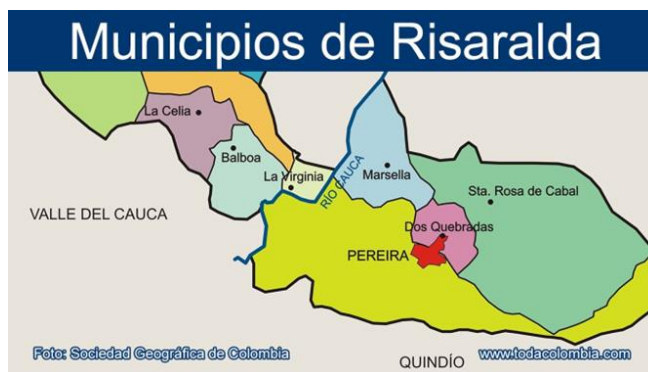 Municipios de Risaralda
La Celia
Balboa
La Virginia
RÍO CAUCA
Marsella
Sta. Rosa de Cabal
VALLE DEL CAUCA
Dos Quebradas
PEREIRA
Foto: Sociedad Geográfica de Colombia
QUINDÍO
www.todacolombia.com